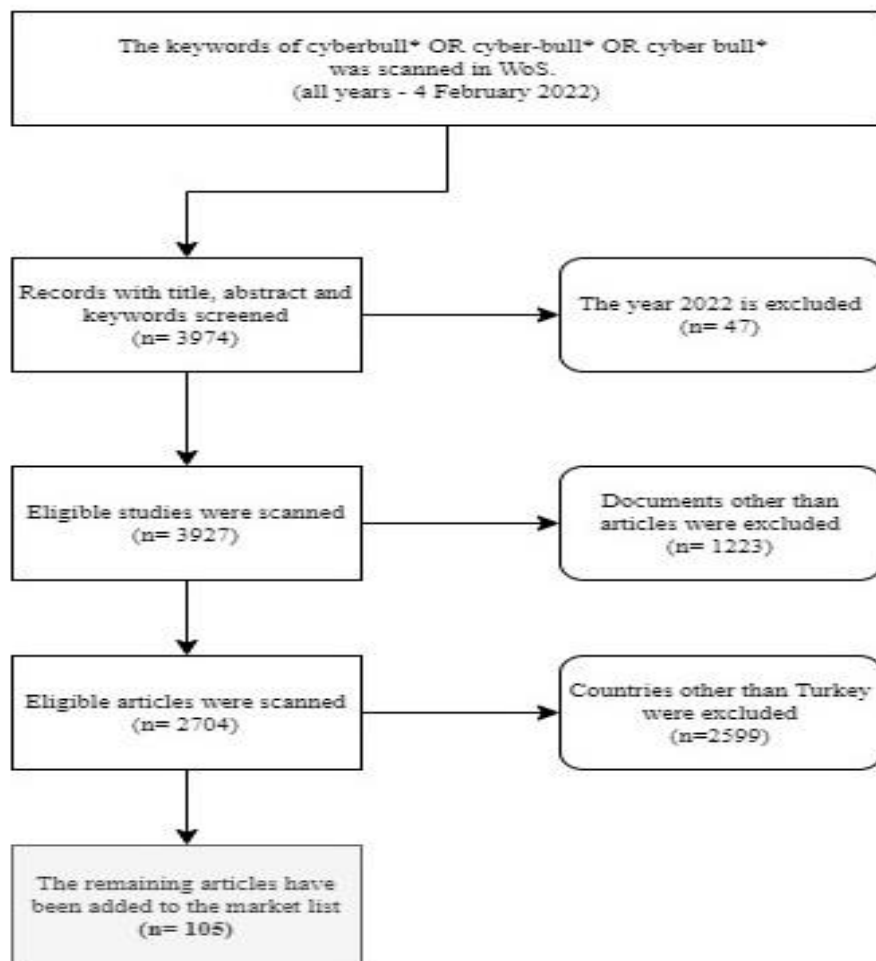 The keywords of cyberbull* OR cyber-bull* OR cyber bull*
was scanned in WoS.
(all years - 4 February 2022)
Records with title, abstract and
keywords screened
(n= 3974)
The year 2022 is excluded
(n= 47)
Eligible studies were scanned
(n= 3927)
Documents other than
articles were excluded
(n= 1223)
Eligible articles were scanned
(n= 2704)
Countries other than Turkey
were excluded
(n=2599)
The remaining articles have
been added to the market list
(n= 105)